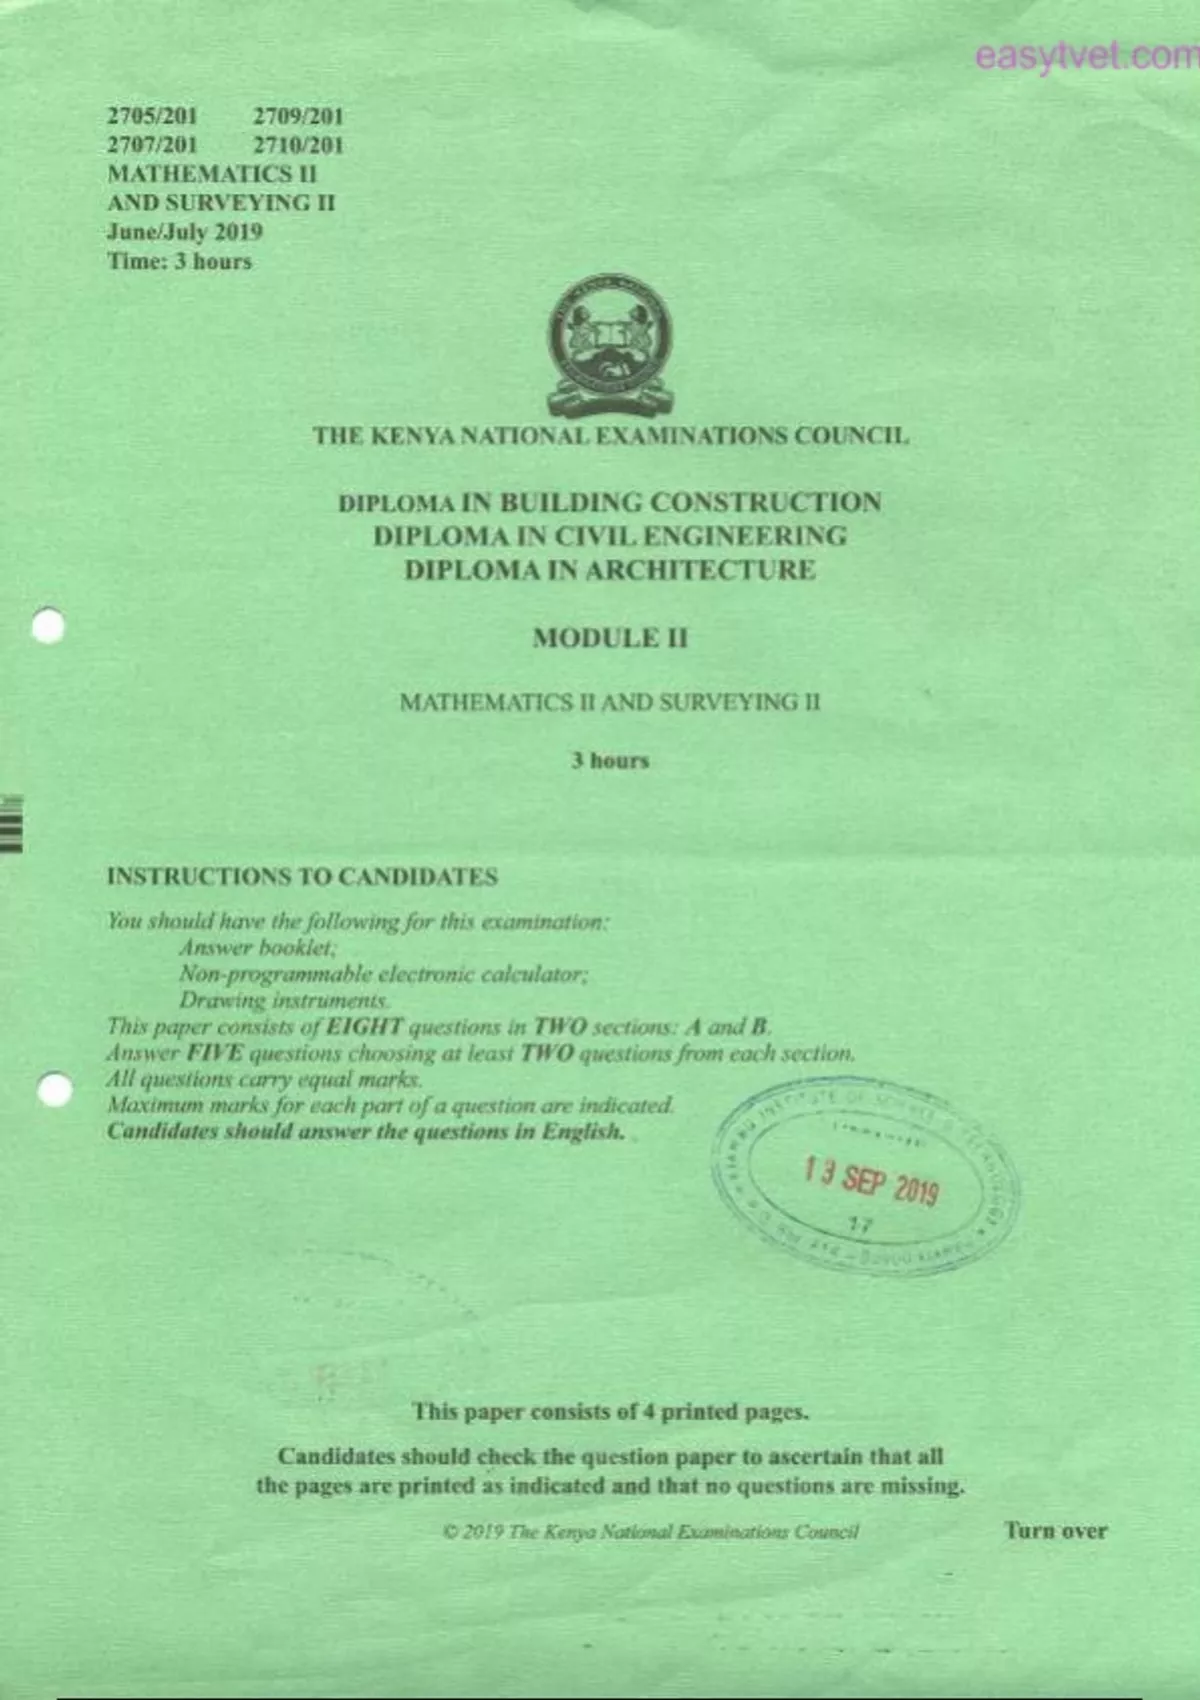 easytvet.com
2705/201 2709/201
2707/201 2710/201
MATHEMATICS II
AND SURVEYING II
June/July 2019
Time: 3 hours
THE KENYA NATIONAL EXAMINATIONS COUNCIL
DIPLOMA IN BUILDING CONSTRUCTION
DIPLOMA IN CIVIL ENGINEERING
DIPLOMA IN ARCHITECTURE
MODULE II
MATHEMATICS II AND SURVEYING II
3 hours
INSTRUCTIONS TO CANDIDATES
You should have the following for this examination:
Answer booklet;
Non-programmable electronic calculator;
Drawing instruments.
This paper consists of EIGHT questions in TWO sections: A and B.
Answer FIVE questions choosing at least TWO questions from each section.
All questions carry equal marks.
Maximum marks for each part of a question are indicated.
Candidates should answer the questions in English.
INSTITUTE OF SCIENCE & TECHNOLOGY
13 SEP 2019
17
This paper consists of 4 printed pages.
Candidates should check the question paper to ascertain that all
the pages are printed as indicated and that no questions are missing.
© 2019 The Kenya National Examinations Council
Turn over